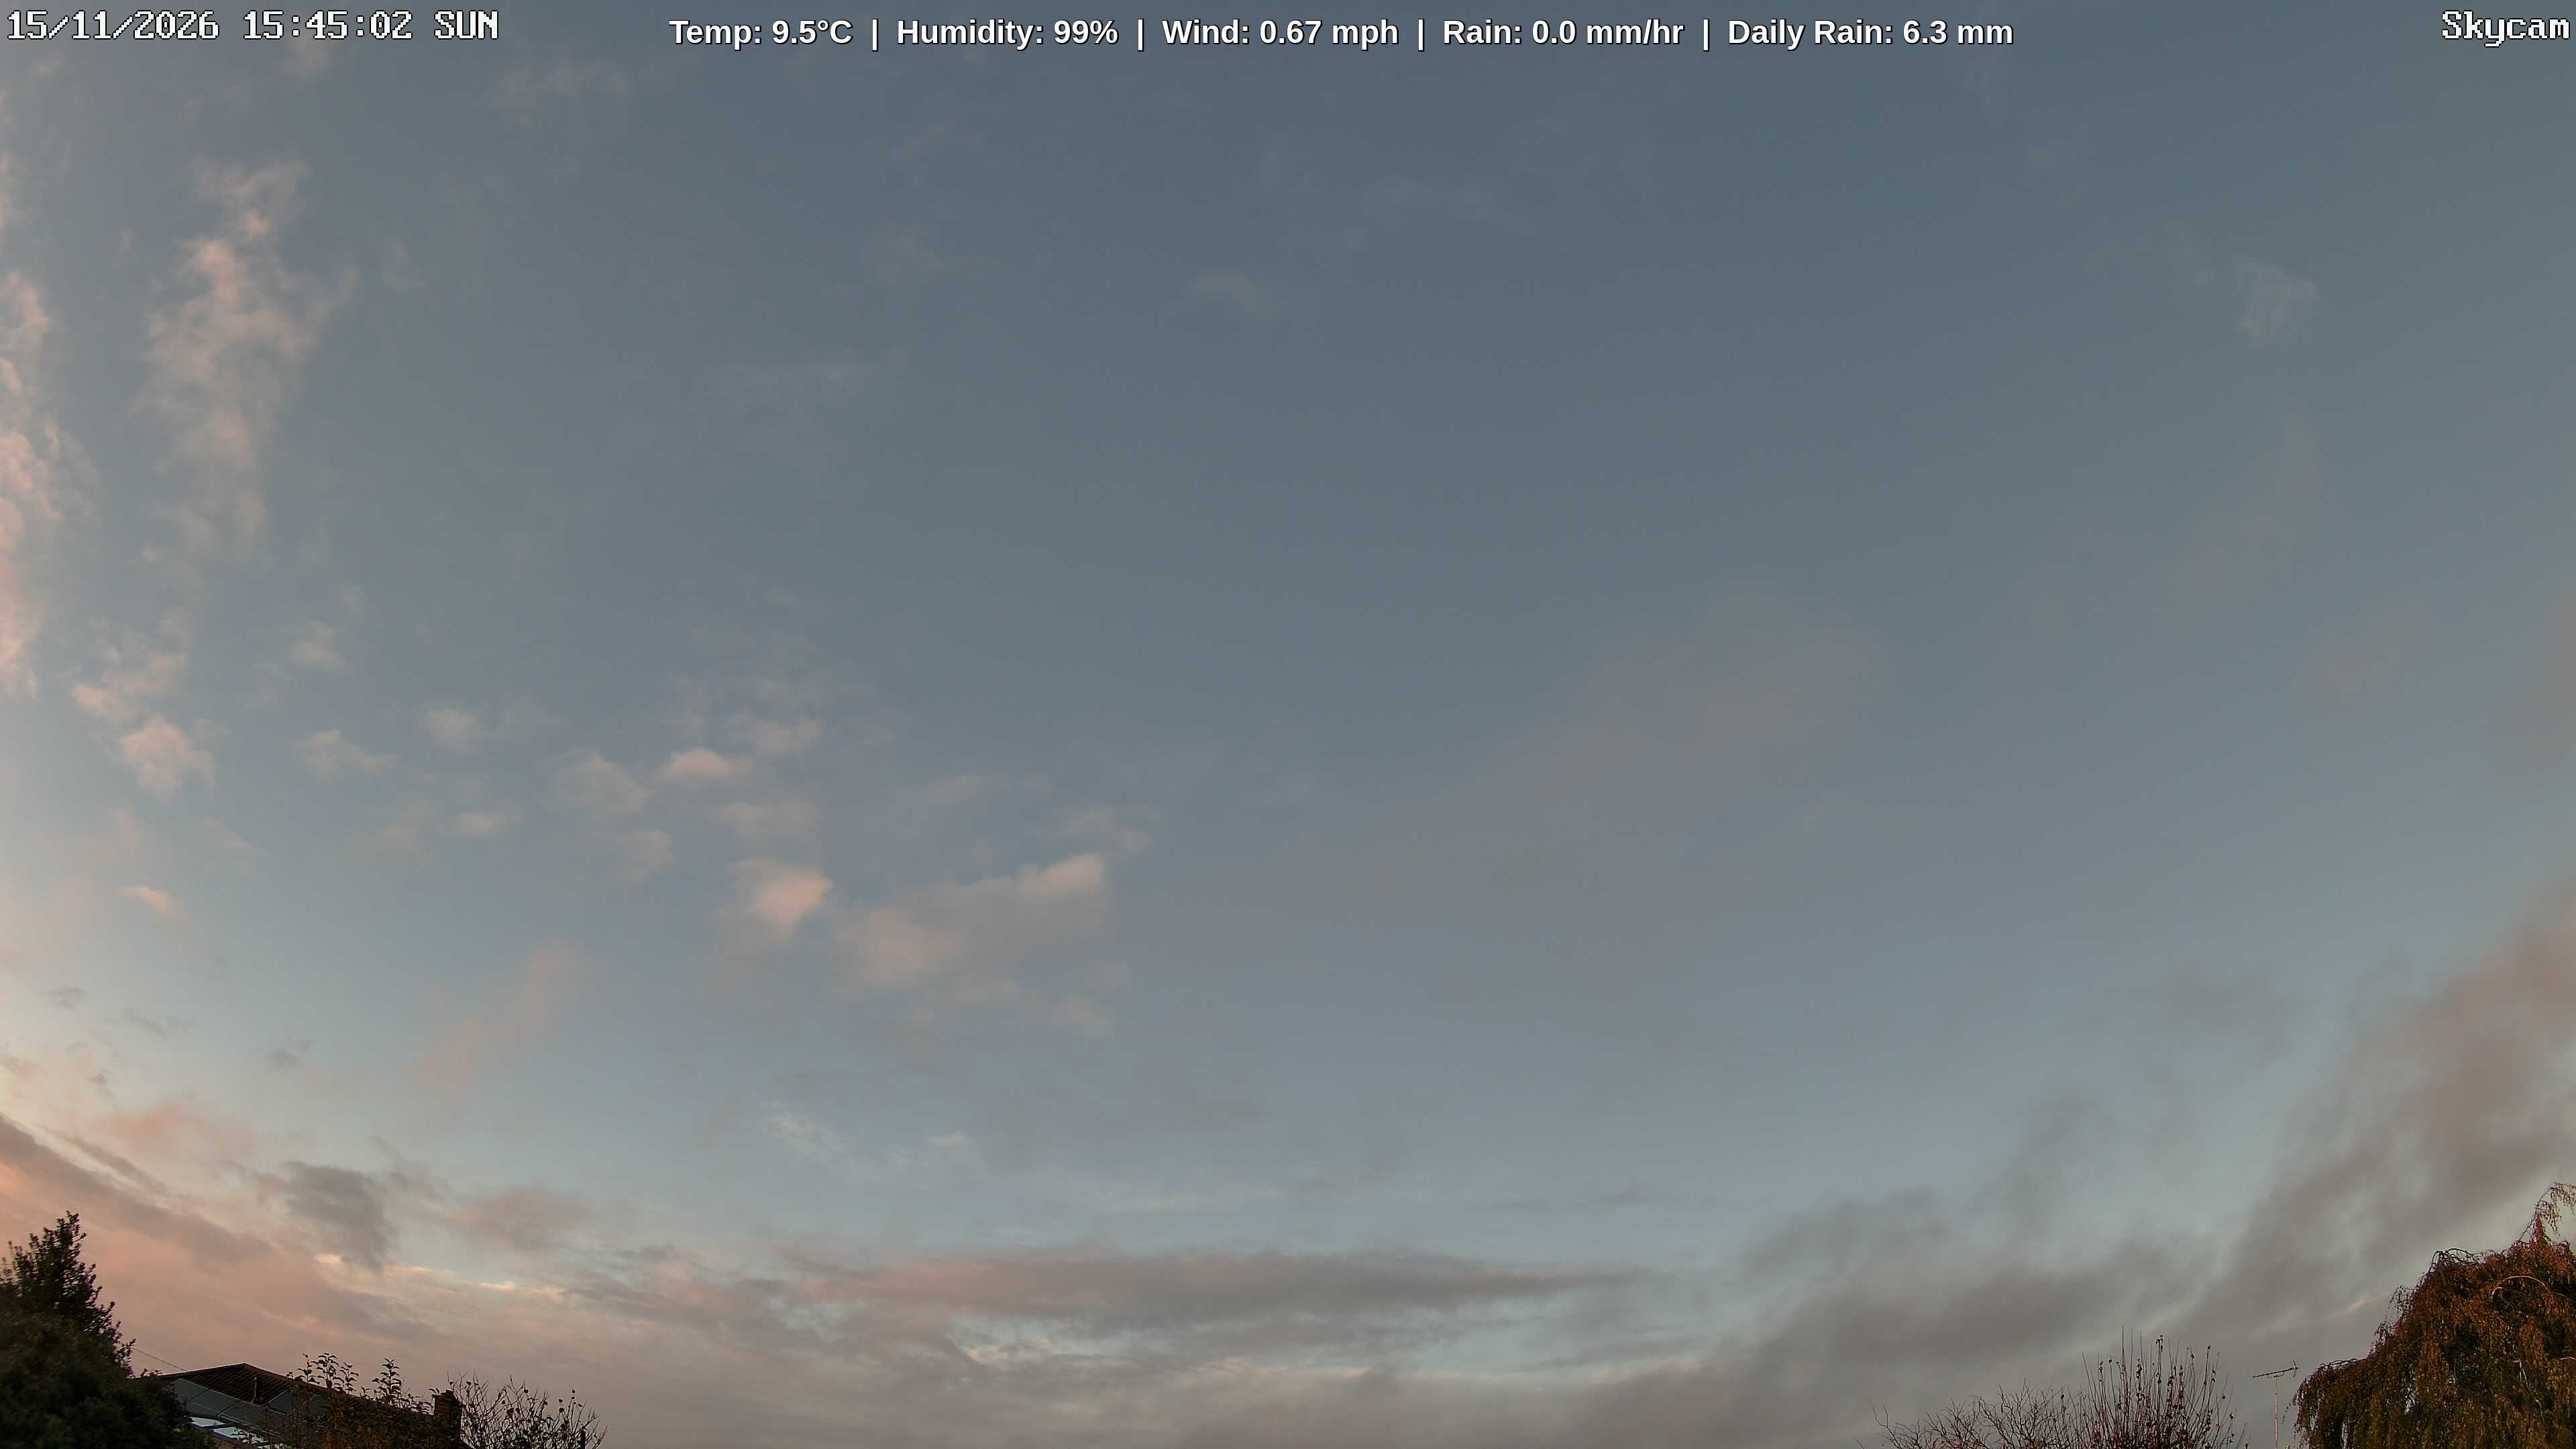 15/11/2026 15:45:02 SUN
Temp: 9.5°C | Humidity: 99% | Wind: 0.67 mph | Rain: 0.0 mm/hr | Daily Rain: 6.3 mm
Skycam